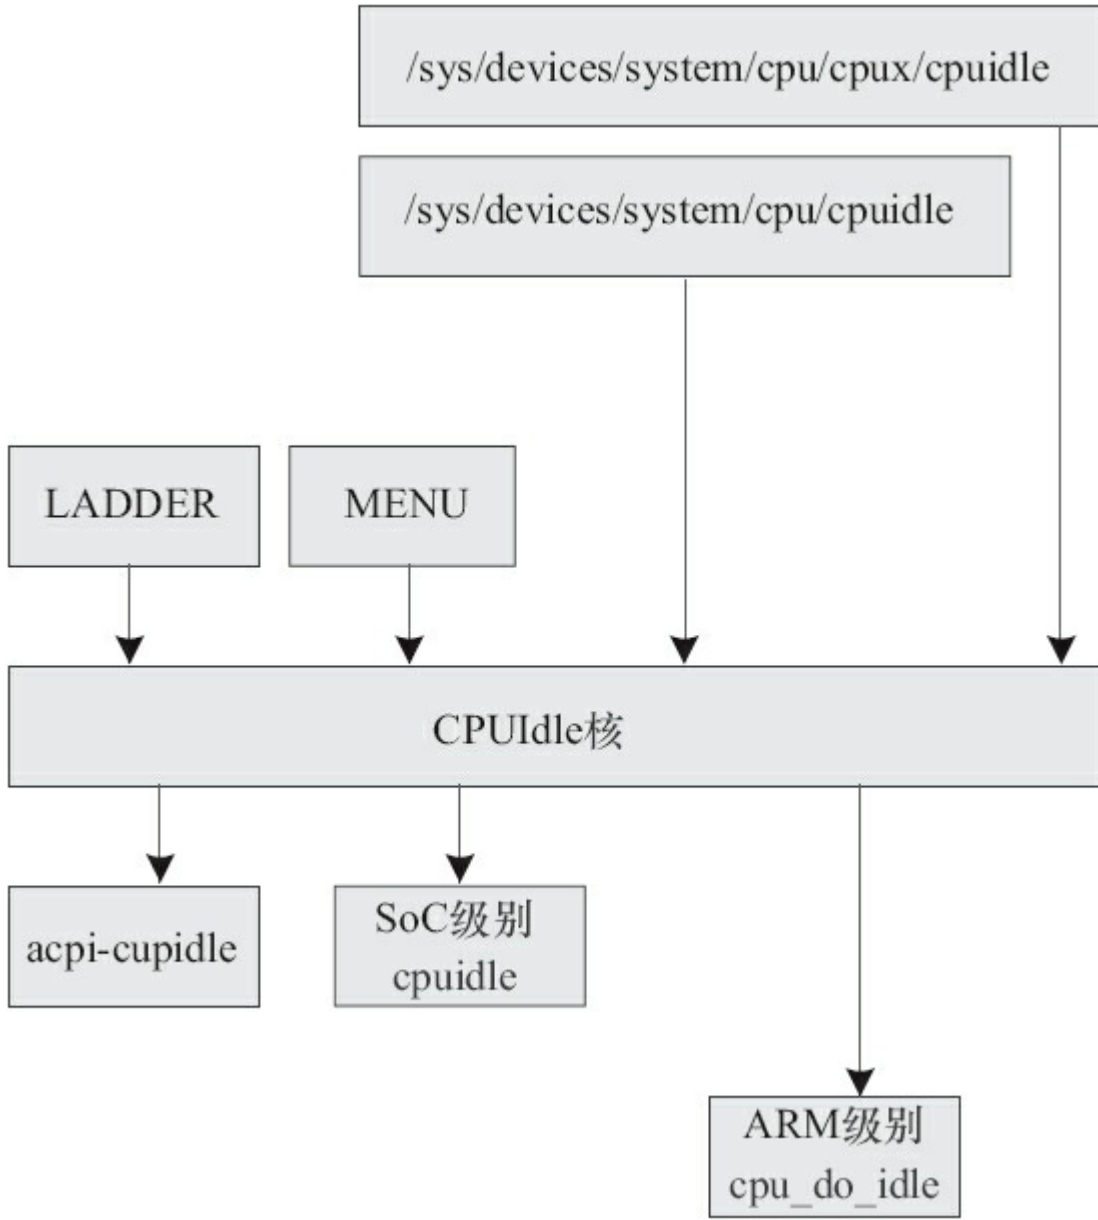 /sys/devices/system/cpu/cpux/cpuidle
/sys/devices/system/cpu/cpuidle
LADDER
MENU
CPUIdle核
acpi-cupidle
SoC级别
cpuidle
ARM级别
cpu_do_idle